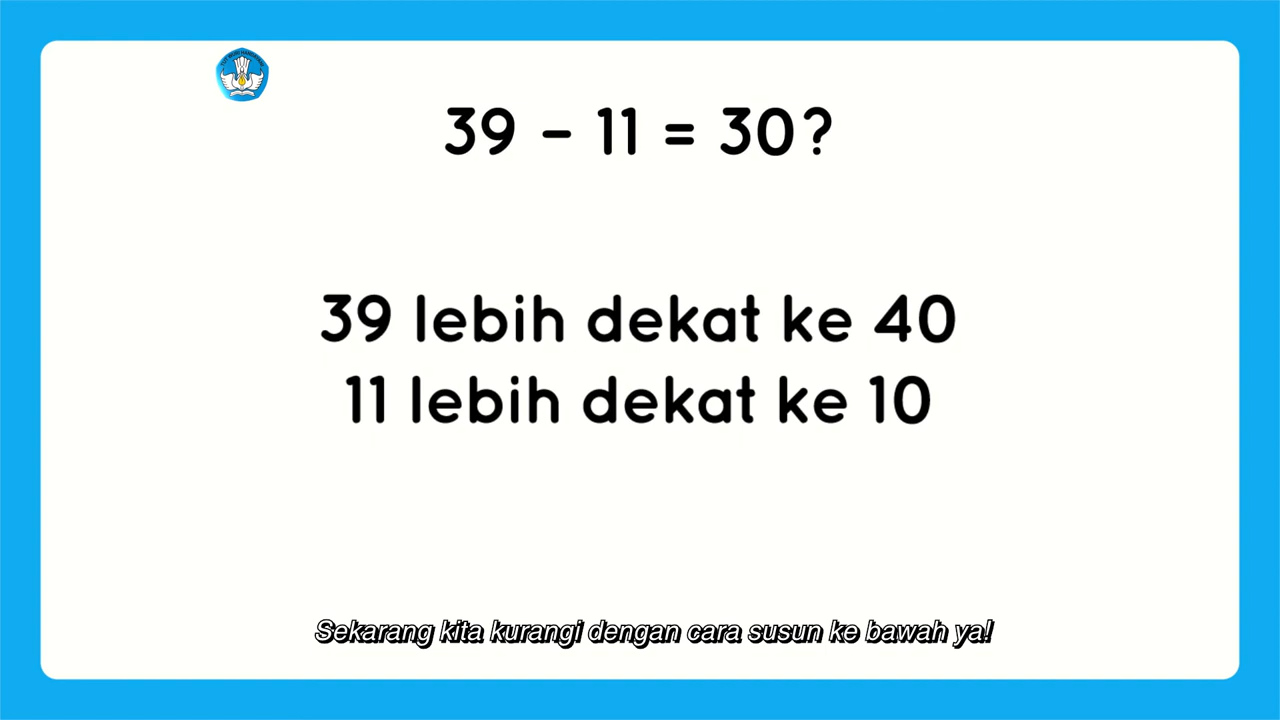 39 - 11 = 30?
39 lebih dekat ke 40
11 lebih dekat ke 10
Sekarang kita kurangi dengan cara susun ke bawah ya!